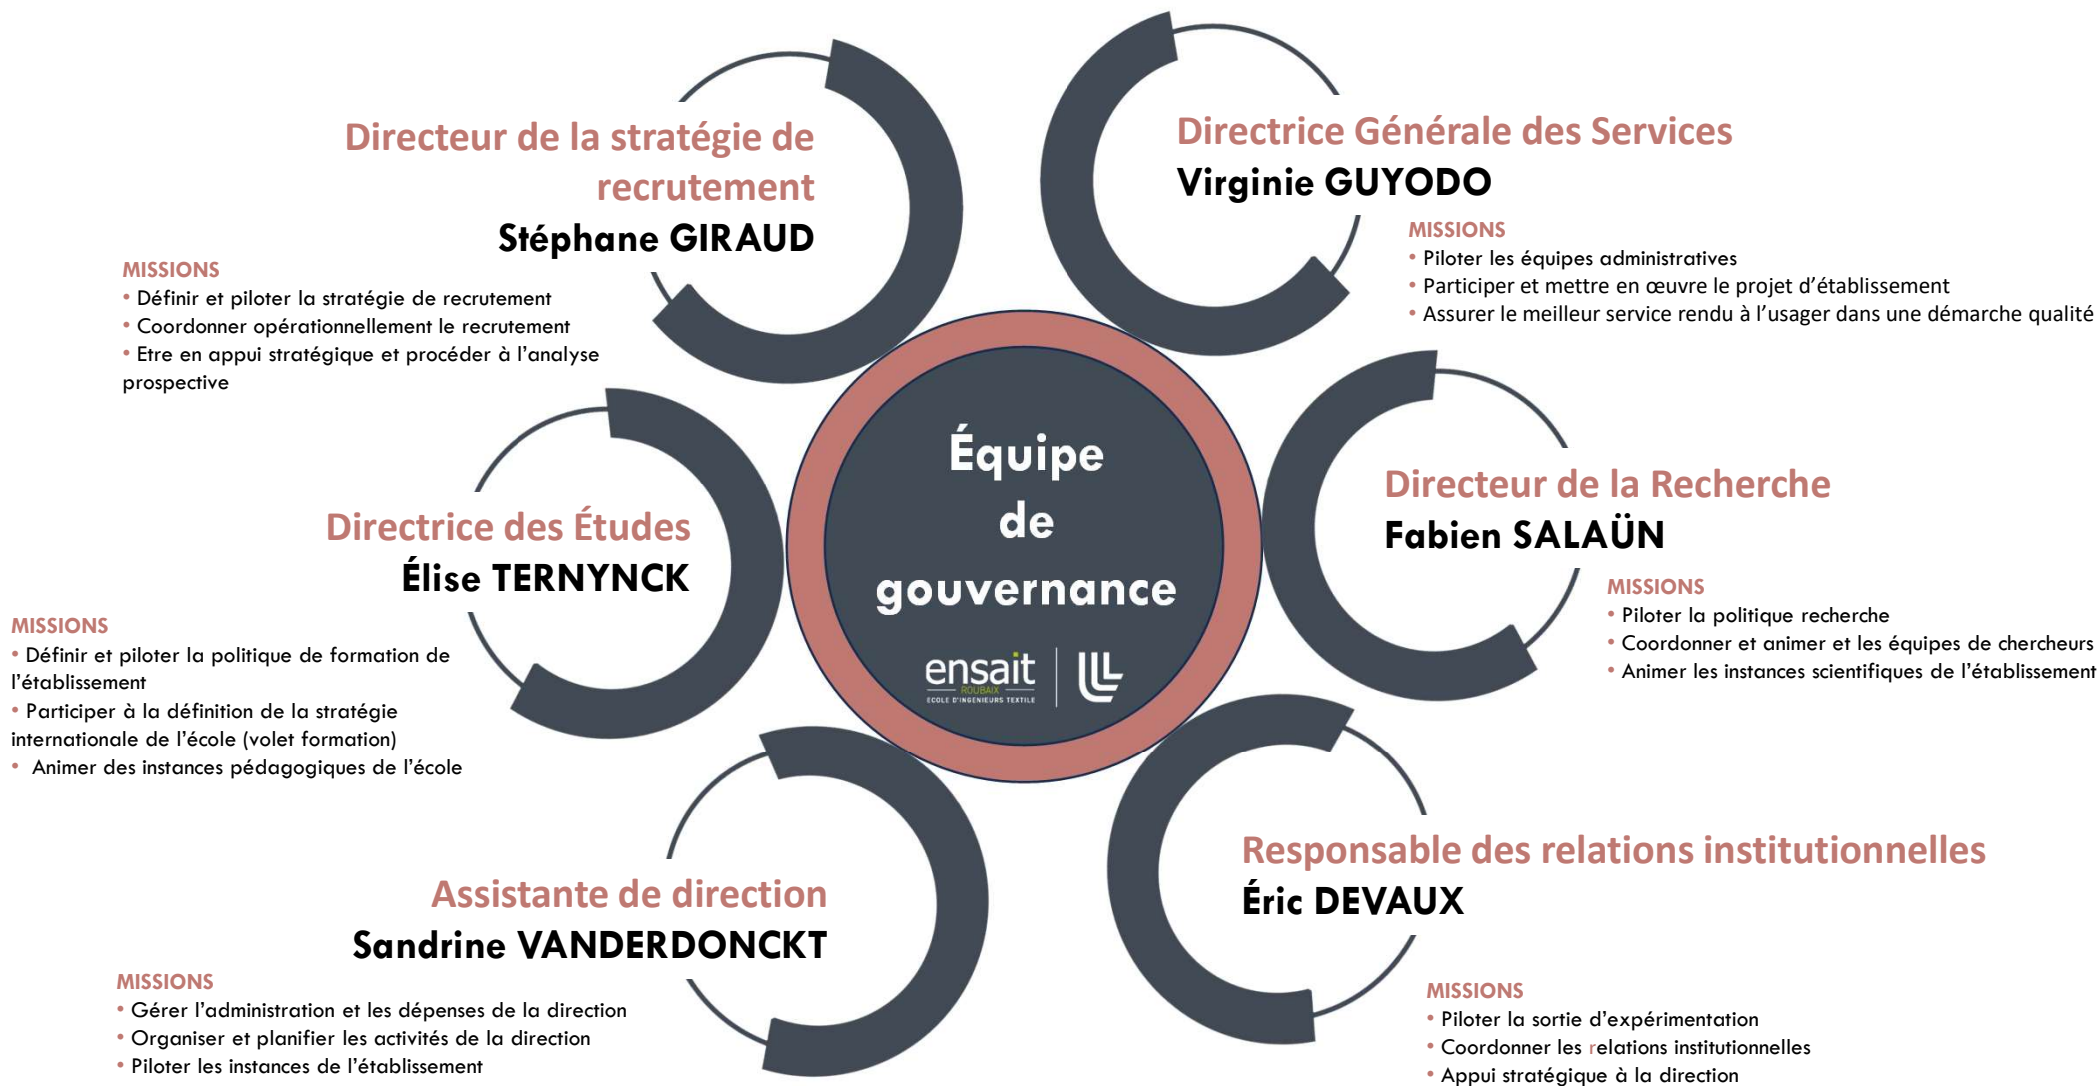 Directeur de la stratégie de
recrutement
Stéphane GIRAUD
MISSIONS
• Définir et piloter la stratégie de recrutement
• Coordonner opérationnellement le recrutement
• Etre en appui stratégique et procéder à l'analyse
prospective
Directrice Générale des Services
Virginie GUYODO
MISSIONS
• Piloter les équipes administratives
• Participer et mettre en œuvre le projet d'établissement
• Assurer le meilleur service rendu à l'usager dans une démarche qualité
Directrice des Études
Élise TERNYNCK
MISSIONS
• Définir et piloter la politique de formation de
l'établissement
• Participer à la définition de la stratégie
internationale de l'école (volet formation)
• Animer des instances pédagogiques de l'école
Équipe
de
gouvernance
ensait
ROUBAIX
ECOLE D'INGENIEURS TEXTILE
Directeur de la Recherche
Fabien SALAÜN
MISSIONS
• Piloter la politique recherche
• Coordonner et animer et les équipes de chercheurs
• Animer les instances scientifiques de l'établissement
Assistante de direction
Sandrine VANDERDONCKT
MISSIONS
• Gérer l'administration et les dépenses de la direction
• Organiser et planifier les activités de la direction
• Piloter les instances de l'établissement
Responsable des relations institutionnelles
Éric DEVAUX
MISSIONS
• Piloter la sortie d'expérimentation
• Coordonner les relations institutionnelles
• Appui stratégique à la direction